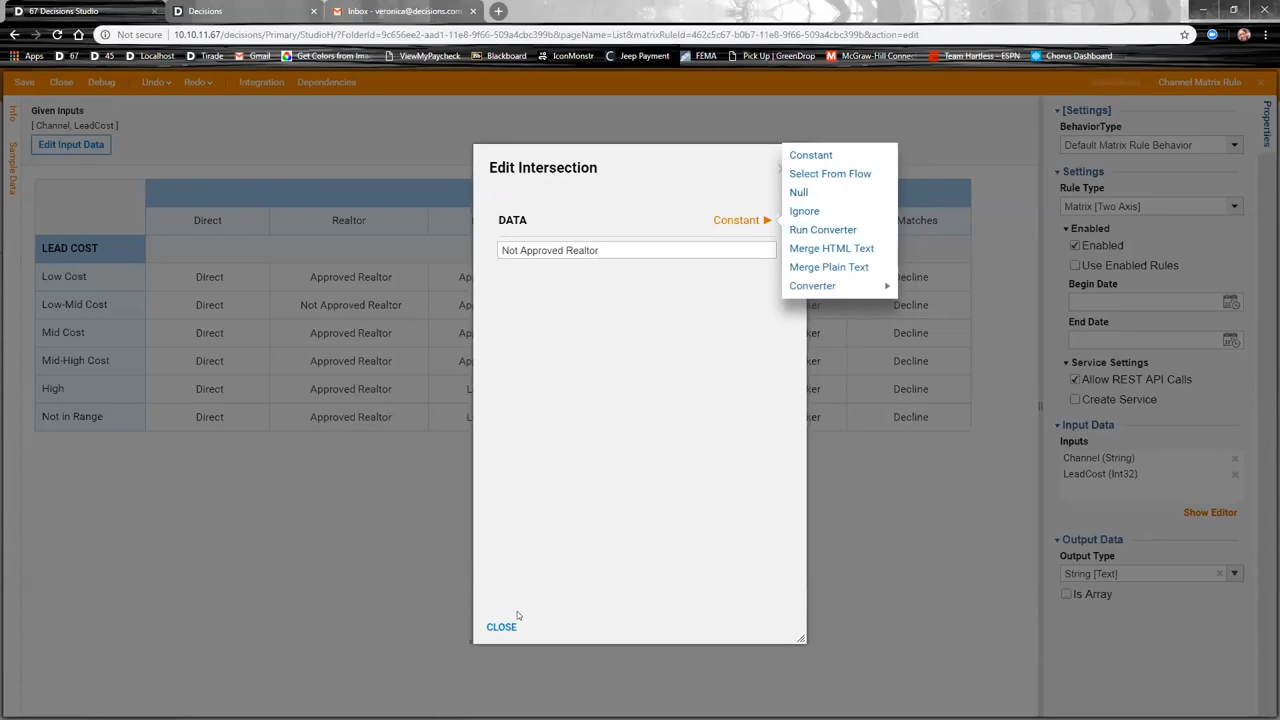 67 Decisions Studio
Decisions
Inbox - veronica@decisions.com
Not secure
10.10.11.67/decisions/Primary/StudioH/?FolderId=9c656ee2-aad1-11e5-9f66-509a4cbc399b&pageName=List&matrixRuleId=462c5c67-b0b7-11e5-9f66-509a4cbc399b&action=edit
Apps 67 45 Localhost Tirade Gmail Get Colors from Im ViewMyPaycheck Blackboard IconMonstr Jeep Payment FEMA Pick Up | GreenDrop McGraw-Hill Conne Team Hartless - ESPN Chorus Dashboard
Save Close Debug Undo Redo Integration Dependencies
Channel Matrix Rule
Info
Sample Data
Given Inputs
[ Channel, LeadCost ]
Edit Input Data
Direct Realtor Matches
LEAD COST
Low Cost Direct Approved Realtor Decline
Low-Mid Cost Direct Not Approved Realtor Decline
Mid Cost Direct Approved Realtor Decline
Mid-High Cost Direct Approved Realtor Decline
High Direct Approved Realtor Decline
Not in Range Direct Approved Realtor Decline
Edit Intersection
DATA
Constant
Not Approved Realtor
CLOSE
Constant
Select From Flow
Null
Ignore
Run Converter
Merge HTML Text
Merge Plain Text
Converter
Properties
[Settings]
BehaviorType
Default Matrix Rule Behavior
Settings
Rule Type
Matrix [Two Axis]
Enabled
Enabled
Use Enabled Rules
Begin Date
End Date
Service Settings
Allow REST API Calls
Create Service
Input Data
Inputs
Channel (String)
LeadCost (Int32)
Show Editor
Output Data
Output Type
String [Text]
Is Array